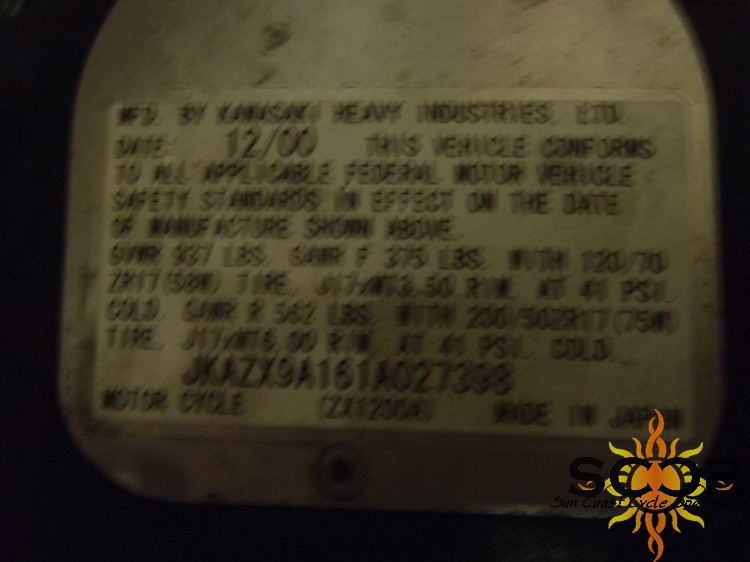 MFD. BY KAWASAKI HEAVY INDUSTRIES, LTD.
DATE: 12/00 THIS VEHICLE CONFORMS
TO ALL APPLICABLE FEDERAL MOTOR VEHICLE
SAFETY STANDARDS IN EFFECT ON THE DATE
OF MANUFACTURE SHOWN ABOVE.
GVWR 937 LBS. GAWR F 375 LBS. WITH 120/70
ZR17(58W) TIRE, J17xMT3.50 RIM, AT 41 PSI.
COLD. GAWR R 562 LBS. WITH 200/50ZR17(75W)
TIRE, J17xMT6.00 RIM, AT 41 PSI. COLD.
JKAZX9A161A027398
MOTOR CYCLE (ZX1200A) MADE IN JAPAN
Sun Coast Cycle